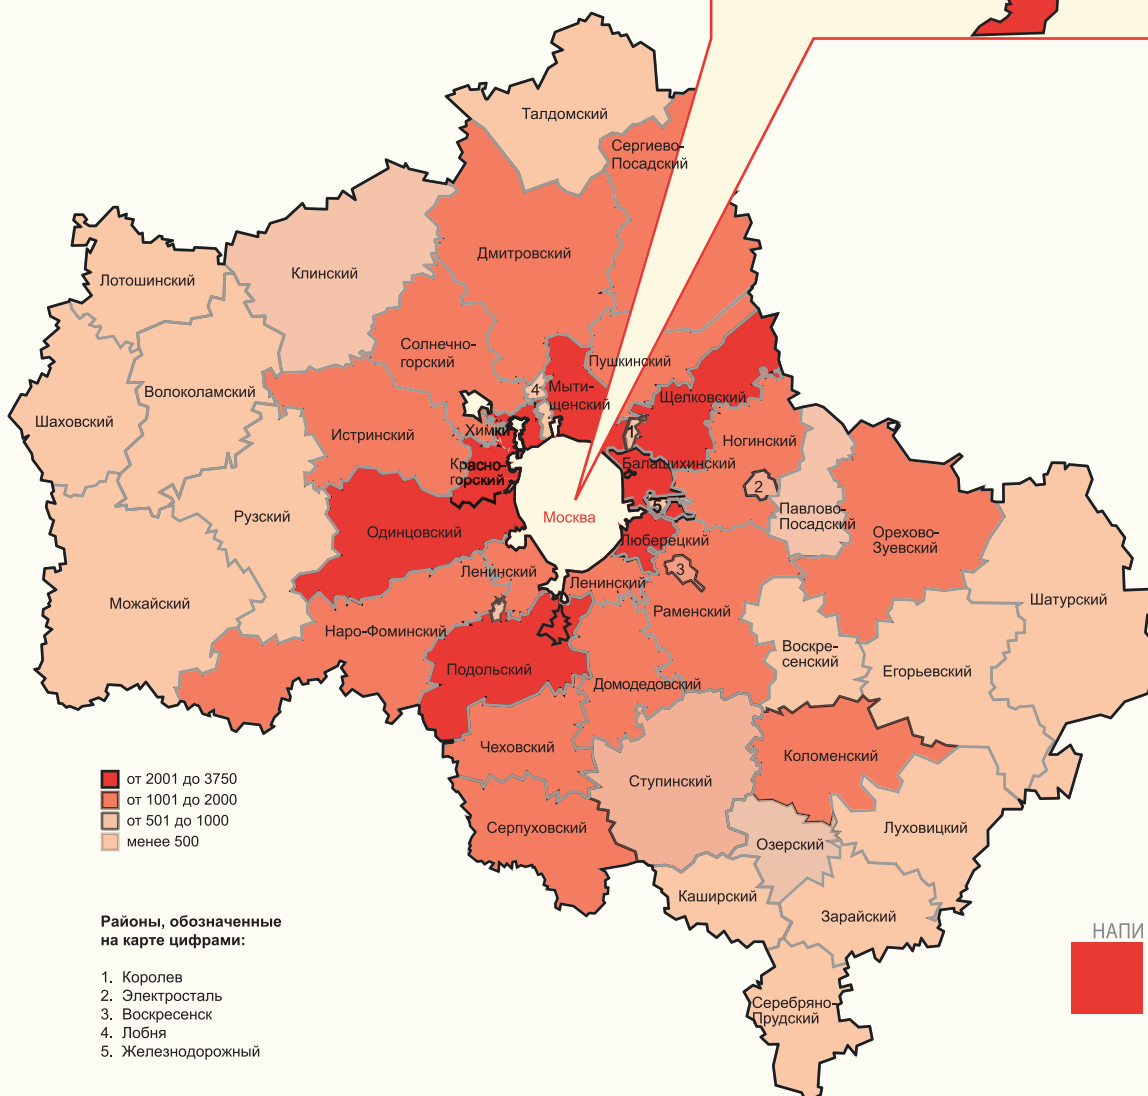 Талдомский
Сергиево-
Посадский
Дмитровский
Клинский
Лотошинский
Солнечно-
горский
Пушкинский
4
Мыти-
щенский
Волоколамский
Щелковский
Шаховский
Истринский
Химки
1
Ногинский
Красно-
горский
Балашихинский
2
5
Павлово-
Посадский
Рузский
Москва
Одинцовский
Орехово-
Зуевский
Люберецкий
Ленинский
3
Ленинский
Можайский
Шатурский
Раменский
Наро-Фоминский
Воскре-
сенский
Подольский
Егорьевский
Домодедовский
Чеховский
Коломенский
Ступинский
Серпуховский
Луховицкий
Озерский
Каширский
Зарайский
Серебряно-
Прудский
от 2001 до 3750
от 1001 до 2000
от 501 до 1000
менее 500
Районы, обозначенные
на карте цифрами:
1. Королев
2. Электросталь
3. Воскресенск
4. Лобня
5. Железнодорожный
НАПИ